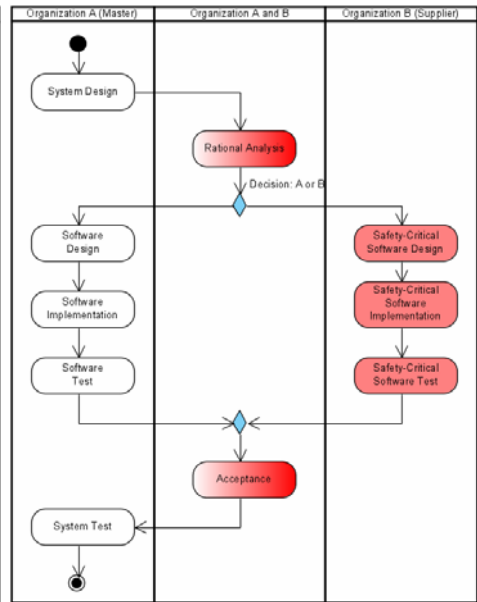 Organization A (Master)
Organization A and B
Organization B (Supplier)
System Design
Rational Analysis
Decision: A or B
Software
Design
Safety-Critical
Software Design
Software
Implementation
Safety-Critical
Software
Implementation
Software
Test
Safety-Critical
Software Test
Acceptance
System Test